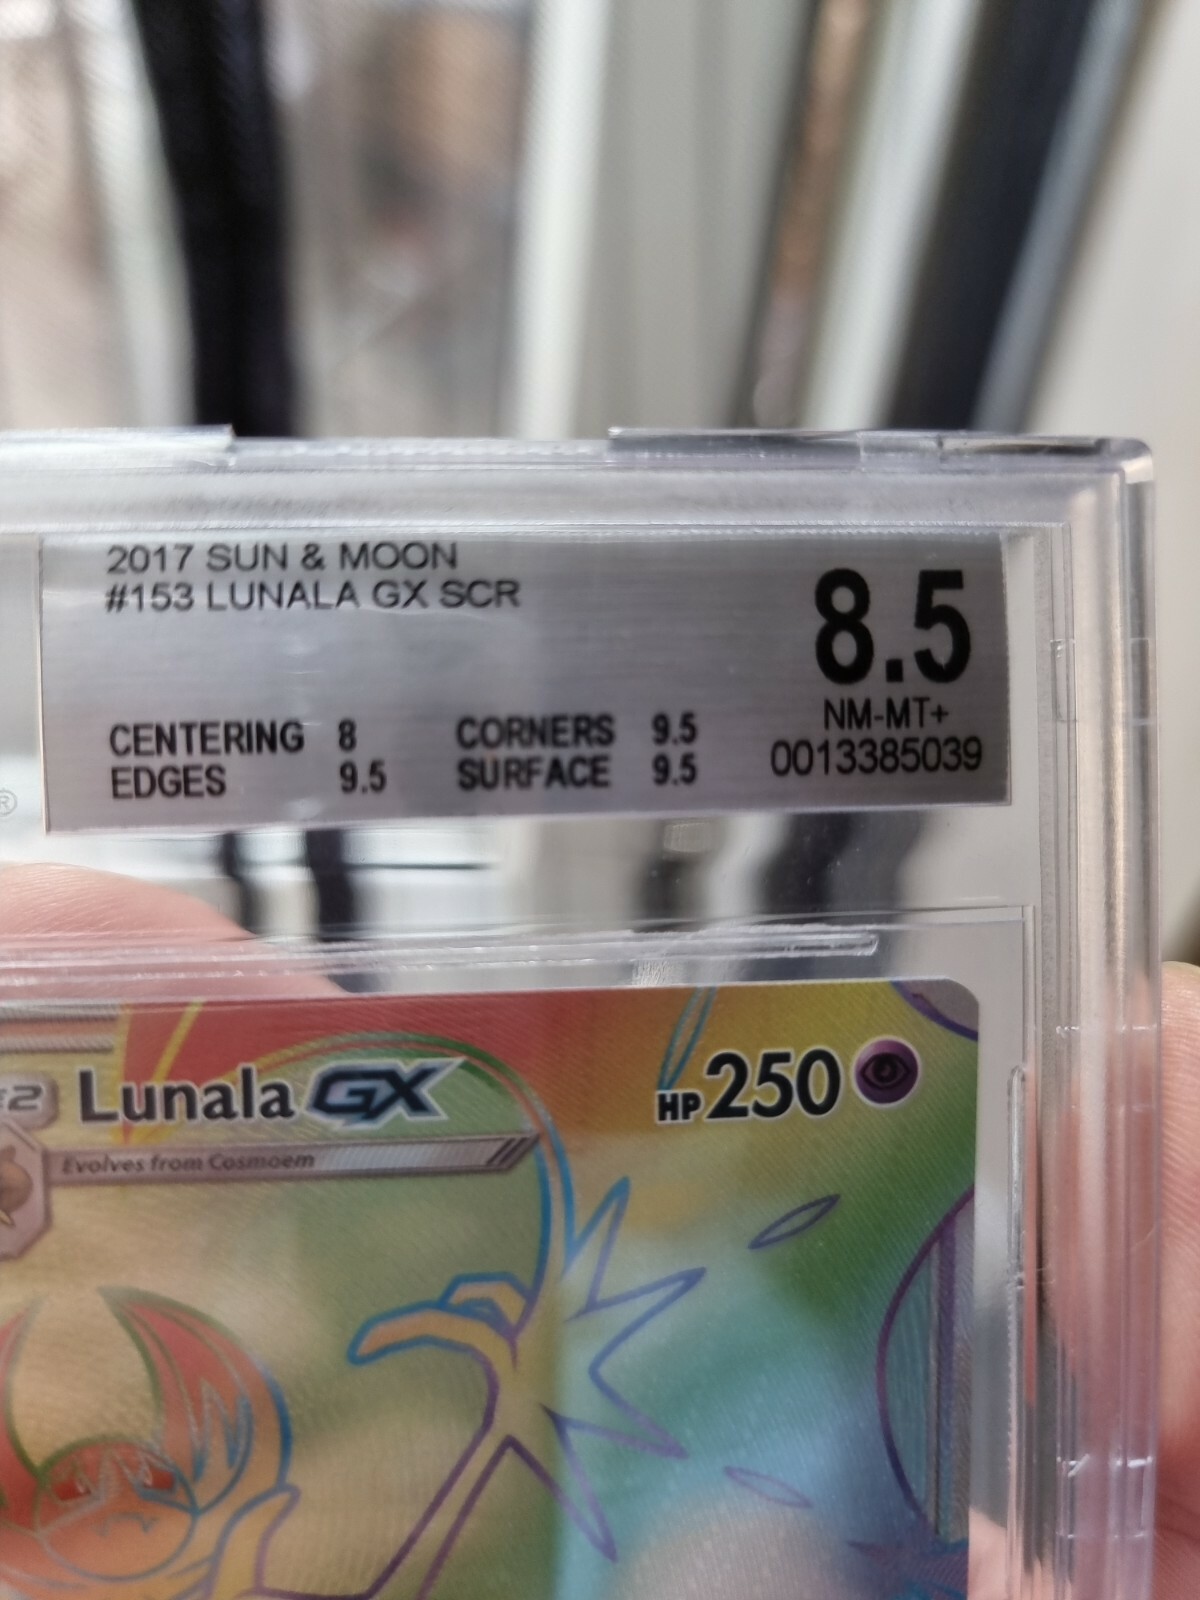 2017 SUN & MOON
#153 LUNALA GX SCR
8.5
NM-MT+
0013385039
CENTERING 8 CORNERS 9.5
EDGES 9.5 SURFACE 9.5
®
Lunala GX HP 250
Evolves from Cosmoem